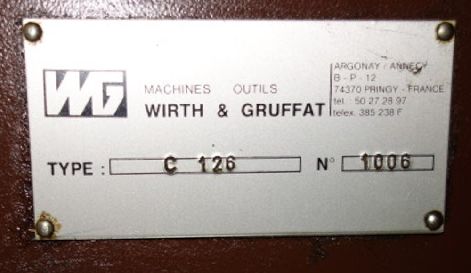 WG
MACHINES OUTILS
WIRTH & GRUFFAT
ARGONAY / ANNECY
B - P - 12
74370 PRINGY - FRANCE
tel : 50 27 28 97
telex. 385 238 F
TYPE : C 126 N° 1006